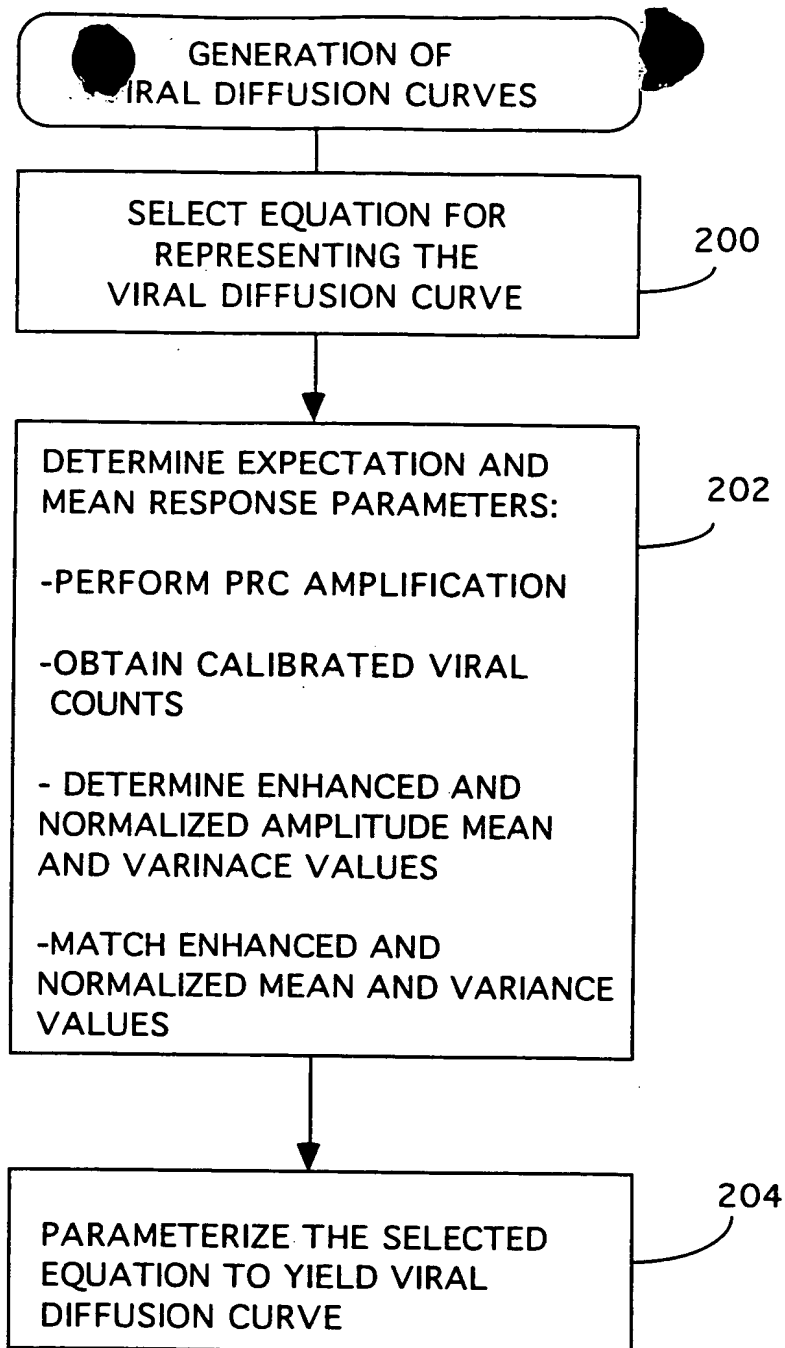 GENERATION OF
VIRAL DIFFUSION CURVES
SELECT EQUATION FOR
REPRESENTING THE
VIRAL DIFFUSION CURVE
200
DETERMINE EXPECTATION AND
MEAN RESPONSE PARAMETERS:
-PERFORM PRC AMPLIFICATION
-OBTAIN CALIBRATED VIRAL
COUNTS
- DETERMINE ENHANCED AND
NORMALIZED AMPLITUDE MEAN
AND VARINACE VALUES
-MATCH ENHANCED AND
NORMALIZED MEAN AND VARIANCE
VALUES
202
PARAMETERIZE THE SELECTED
EQUATION TO YIELD VIRAL
DIFFUSION CURVE
204